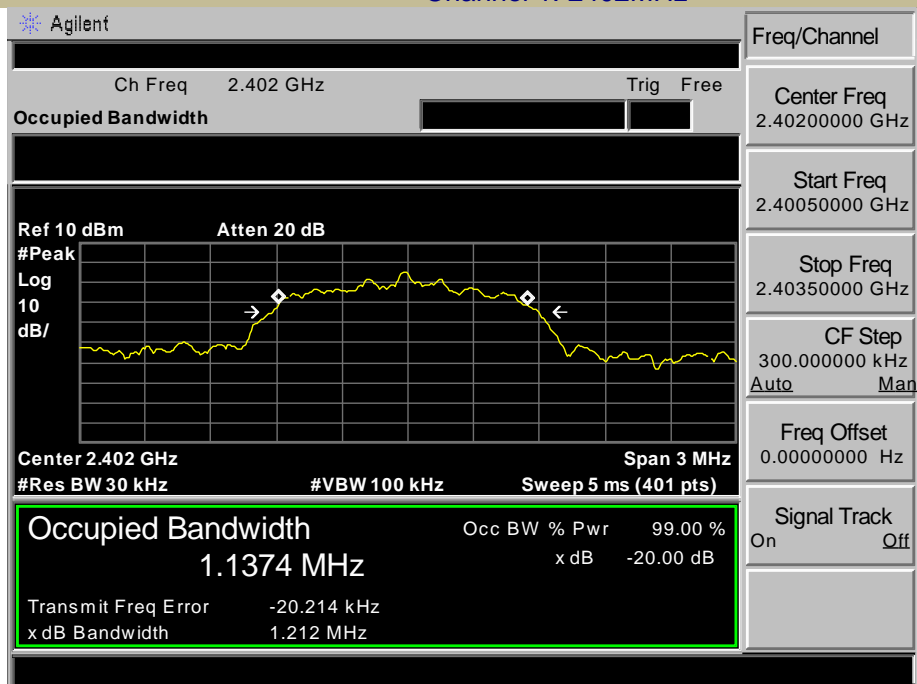 Agilent
Freq/Channel
Ch Freq 2.402 GHz Trig Free
Occupied Bandwidth
Center Freq
2.40200000 GHz
Start Freq
2.40050000 GHz
Stop Freq
2.40350000 GHz
CF Step
300.000000 kHz
Auto Man
Freq Offset
0.00000000 Hz
Signal Track
On Off
Ref 10 dBm Atten 20 dB
#Peak
Log
10
dB/
Center 2.402 GHz Span 3 MHz
#Res BW 30 kHz #VBW 100 kHz Sweep 5 ms (401 pts)
Occupied Bandwidth Occ BW % Pwr 99.00 %
1.1374 MHz x dB -20.00 dB
Transmit Freq Error -20.214 kHz
x dB Bandwidth 1.212 MHz